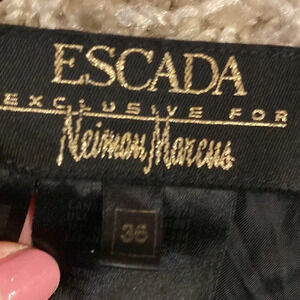 ESCADA
EXCLUSIVE FOR
Neiman Marcus
36